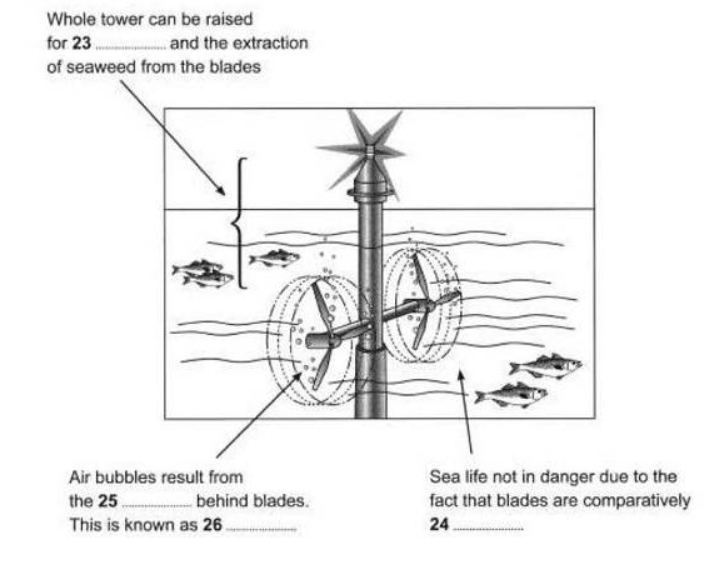 Whole tower can be raised
for 23 .................... and the extraction
of seaweed from the blades
Air bubbles result from
the 25 .................... behind blades.
This is known as 26 ....................
Sea life not in danger due to the
fact that blades are comparatively
24 ....................